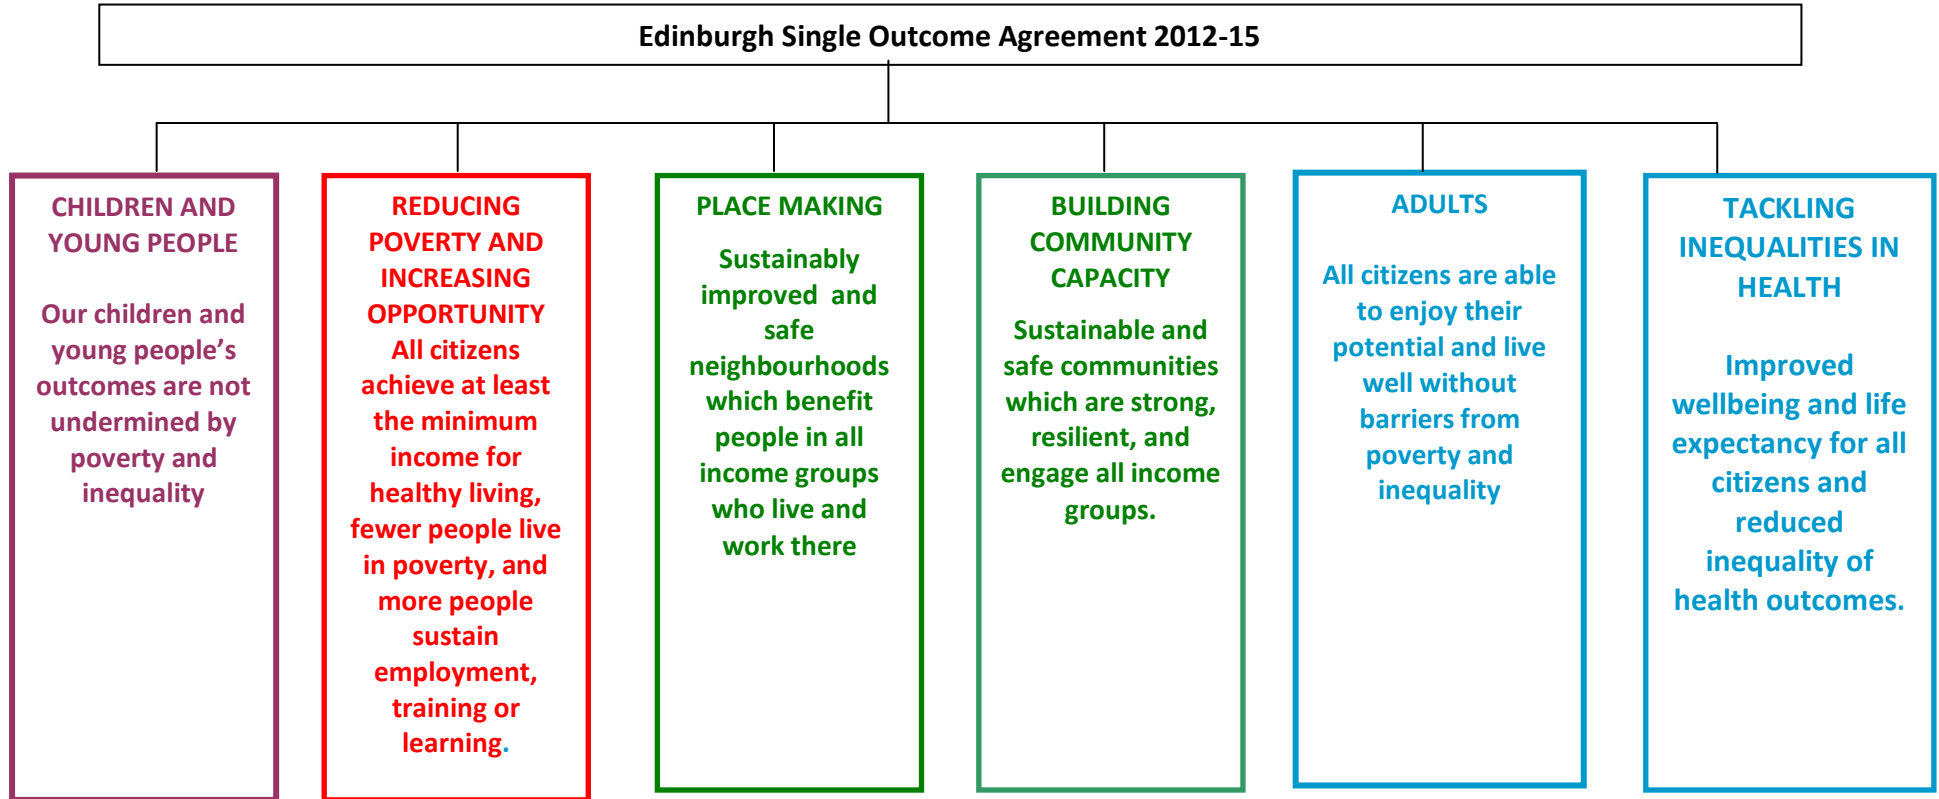 Edinburgh Single Outcome Agreement 2012-15
CHILDREN AND
YOUNG PEOPLE
Our children and
young people’s
outcomes are not
undermined by
poverty and
inequality
REDUCING
POVERTY AND
INCREASING
OPPORTUNITY
All citizens
achieve at least
the minimum
income for
healthy living,
fewer people live
in poverty, and
more people
sustain
employment,
training or
learning.
PLACE MAKING
Sustainably
improved and
safe
neighbourhoods
which benefit
people in all
income groups
who live and
work there
BUILDING
COMMUNITY
CAPACITY
Sustainable and
safe communities
which are strong,
resilient, and
engage all income
groups.
ADULTS
All citizens are able
to enjoy their
potential and live
well without
barriers from
poverty and
inequality
TACKLING
INEQUALITIES IN
HEALTH
Improved
wellbeing and life
expectancy for all
citizens and
reduced
inequality of
health outcomes.